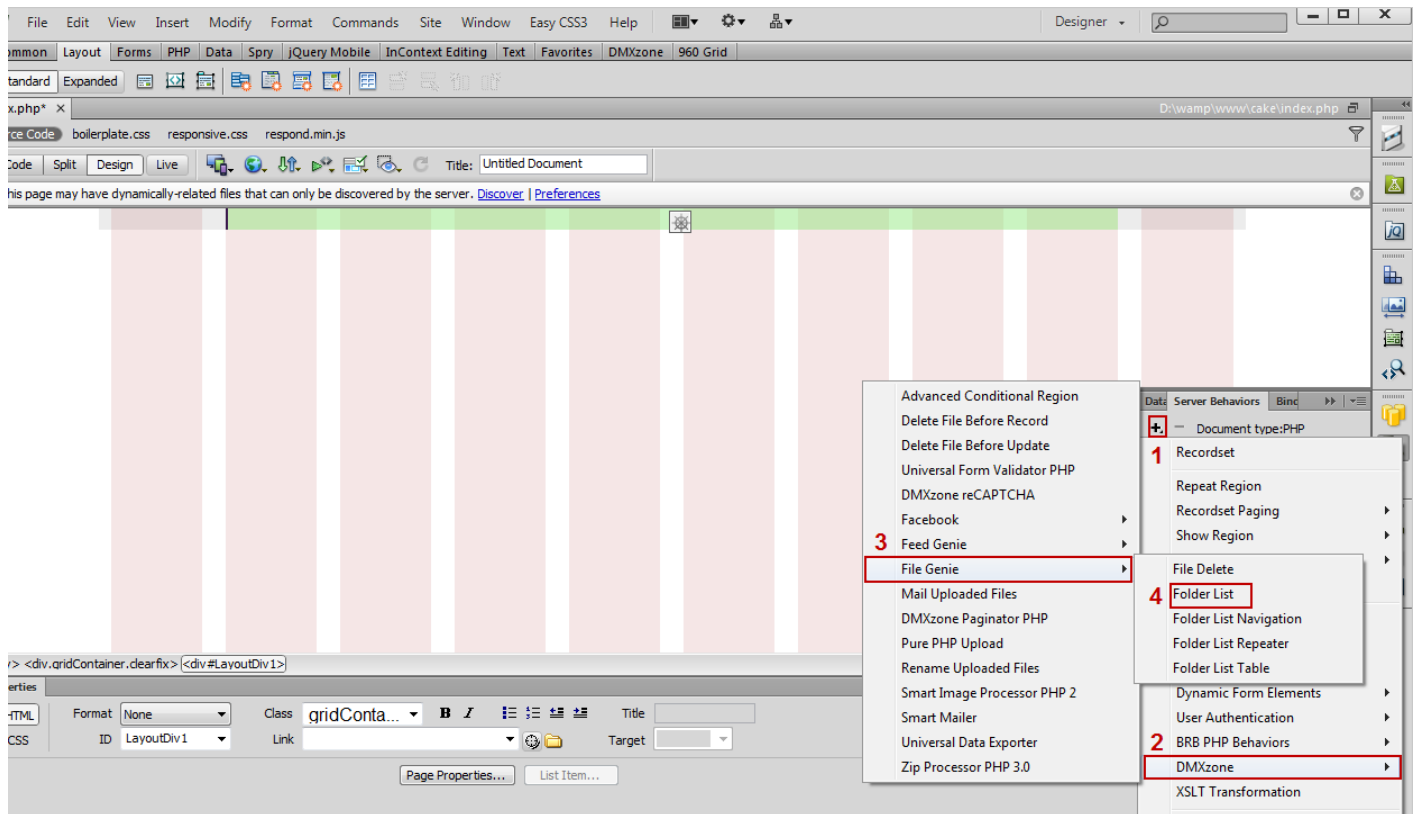 File Edit View Insert Modify Format Commands Site Window Easy CSS3 Help Designer
ommon Layout Forms PHP Data Spry jQuery Mobile InContext Editing Text Favorites DMXzone 960 Grid
tandard Expanded
x.php* × D:\wamp\www\cake\index.php
rce Code boilerplate.css responsive.css respond.min.js
Code Split Design Live Title: Untitled Document
his page may have dynamically-related files that can only be discovered by the server. Discover | Preferences
jQ
Advanced Conditional Region
Delete File Before Record
Delete File Before Update
Universal Form Validator PHP
DMXzone reCAPTCHA
Facebook
3 Feed Genie
File Genie
Mail Uploaded Files
DMXzone Paginator PHP
Pure PHP Upload
Rename Uploaded Files
Smart Image Processor PHP 2
Smart Mailer
Universal Data Exporter
Zip Processor PHP 3.0
Data Server Behaviors Binc
Document type:PHP
1 Recordset
Repeat Region
Recordset Paging
Show Region
File Delete
4 Folder List
Folder List Navigation
Folder List Repeater
Folder List Table
Dynamic Form Elements
User Authentication
2 BRB PHP Behaviors
DMXzone
XSLT Transformation
y> <div.gridContainer.clearfix> <div#LayoutDiv1>
erties
HTML Format None Class gridConta... B I Title
CSS ID LayoutDiv1 Link Target
Page Properties... List Item...